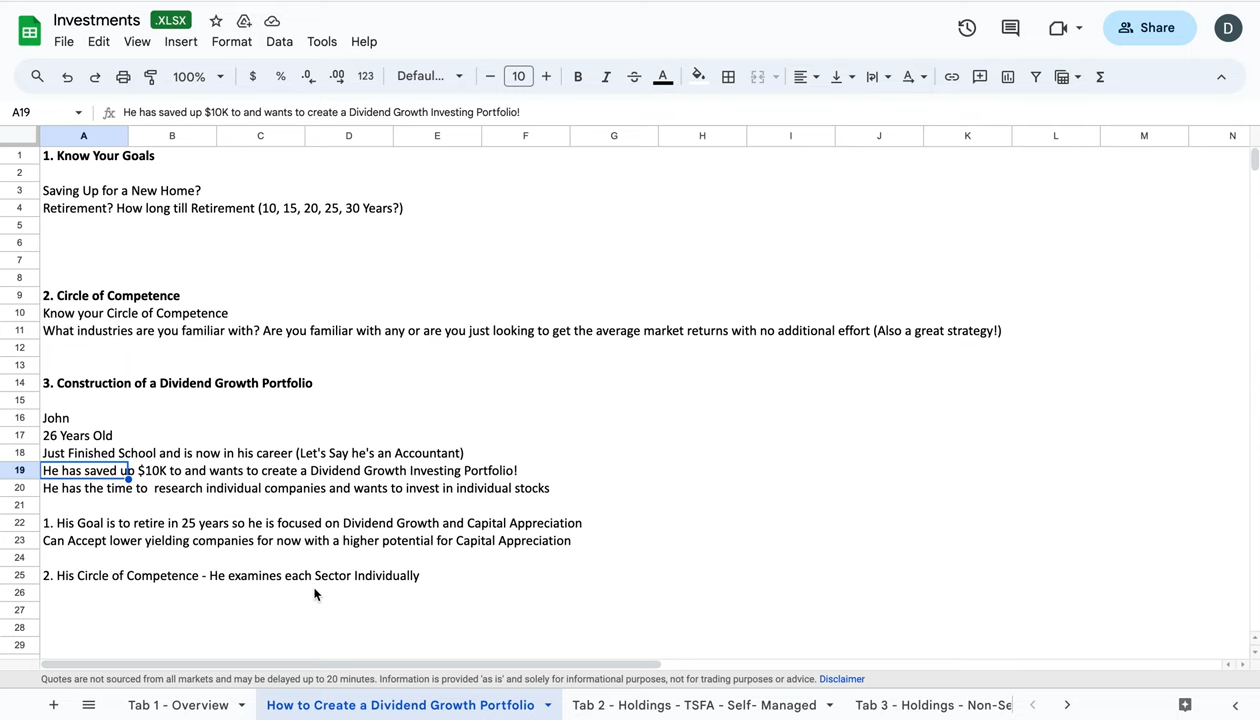 Investments .XLSX
File Edit View Insert Format Data Tools Help
Share D
100% $ % .0 .00 123 Defaul... 10 B I A
A19 fx He has saved up $10K to and wants to create a Dividend Growth Investing Portfolio!
A B C D E F G H I J K L M N
1 1. Know Your Goals
2
3 Saving Up for a New Home?
4 Retirement? How long till Retirement (10, 15, 20, 25, 30 Years?)
5
6
7
8
9 2. Circle of Competence
10 Know your Circle of Competence
11 What industries are you familiar with? Are you familiar with any or are you just looking to get the average market returns with no additional effort (Also a great strategy!)
12
13
14 3. Construction of a Dividend Growth Portfolio
15
16 John
17 26 Years Old
18 Just Finished School and is now in his career (Let's Say he's an Accountant)
19 He has saved up $10K to and wants to create a Dividend Growth Investing Portfolio!
20 He has the time to  research individual companies and wants to invest in individual stocks
21
22 1. His Goal is to retire in 25 years so he is focused on Dividend Growth and Capital Appreciation
23 Can Accept lower yielding companies for now with a higher potential for Capital Appreciation
24
25 2. His Circle of Competence - He examines each Sector Individually
26
27
28
29
Quotes are not sourced from all markets and may be delayed up to 20 minutes. Information is provided 'as is' and solely for informational purposes, not for trading purposes or advice. Disclaimer
Tab 1 - Overview How to Create a Dividend Growth Portfolio Tab 2 - Holdings - TSFA - Self- Managed Tab 3 - Holdings - Non-Se